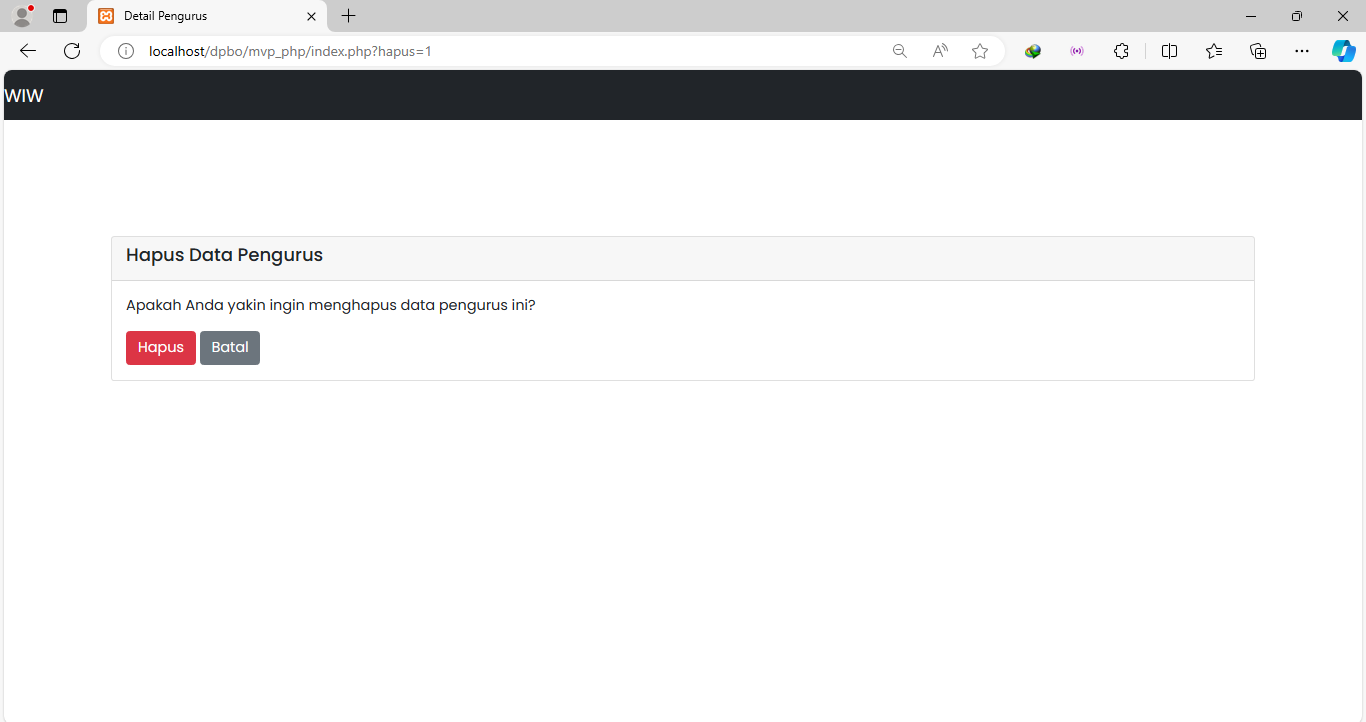 Detail Pengurus
localhost/dpbo/mvp_php/index.php?hapus=1
WIW
Hapus Data Pengurus
Apakah Anda yakin ingin menghapus data pengurus ini?
Hapus Batal